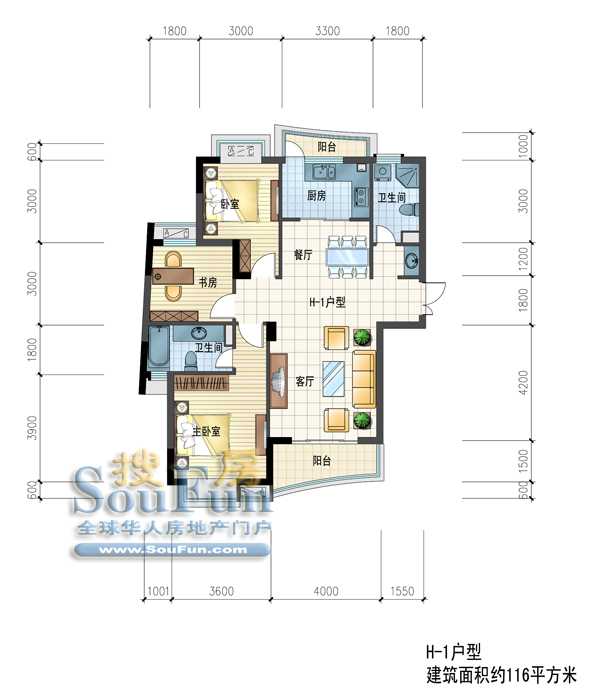 1800 3000 3300 1800
600 3000 3000 1800 3900 600
1000 3000 1200 1800 4200 1500 600
阳台
卧室
厨房
卫生间
餐厅
书房
H-1户型
卫生间
客厅
主卧室
阳台
搜房
SouFun
全球华人房地产门户
www.SouFun.com
1001 3600 4000 1550
H-1户型
建筑面积约116平方米